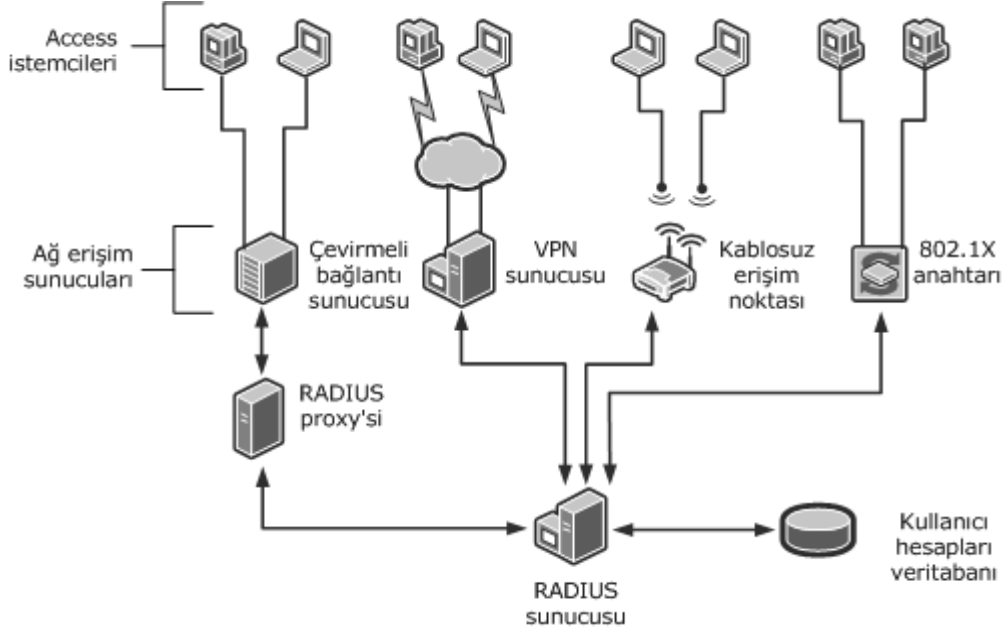 Access
istemcileri
Ağ erişim
sunucuları
Çevirmeli
bağlantı
sunucusu
VPN
sunucusu
Kablosuz
erişim
noktası
802.1X
anahtarı
RADIUS
proxy'si
RADIUS
sunucusu
Kullanıcı
hesapları
veritabanı